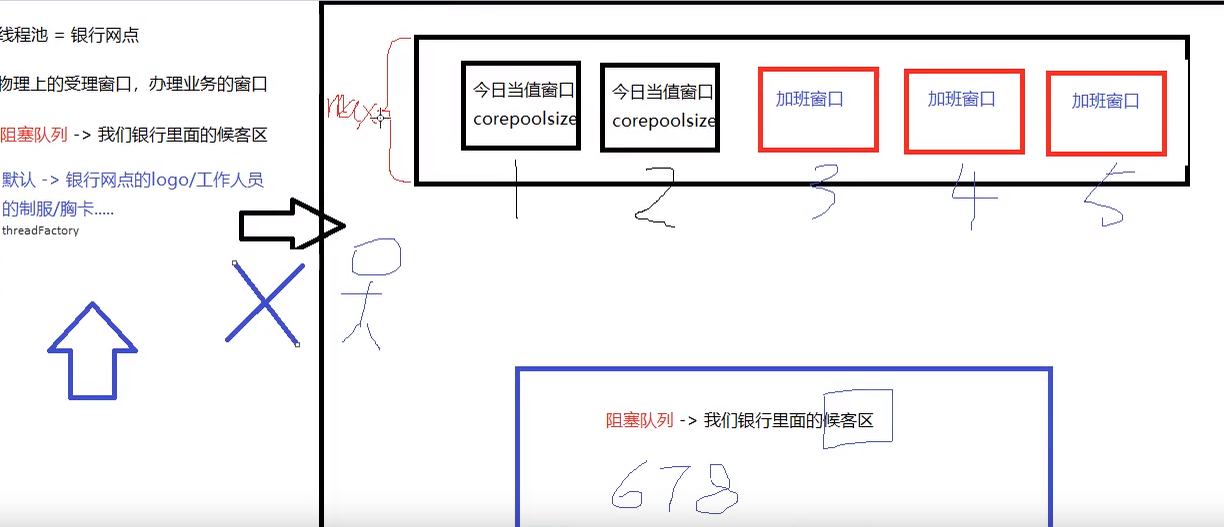 线程池 = 银行网点
物理上的受理窗口，办理业务的窗口
阻塞队列 -> 我们银行里面的候客区
默认 -> 银行网点的logo/工作人员
的制服/胸卡.....
threadFactory
max
今日当值窗口
corepoolsize
今日当值窗口
corepoolsize
加班窗口
加班窗口
加班窗口
1 2 3 4 5
阻塞队列 -> 我们银行里面的候客区
6 7 8